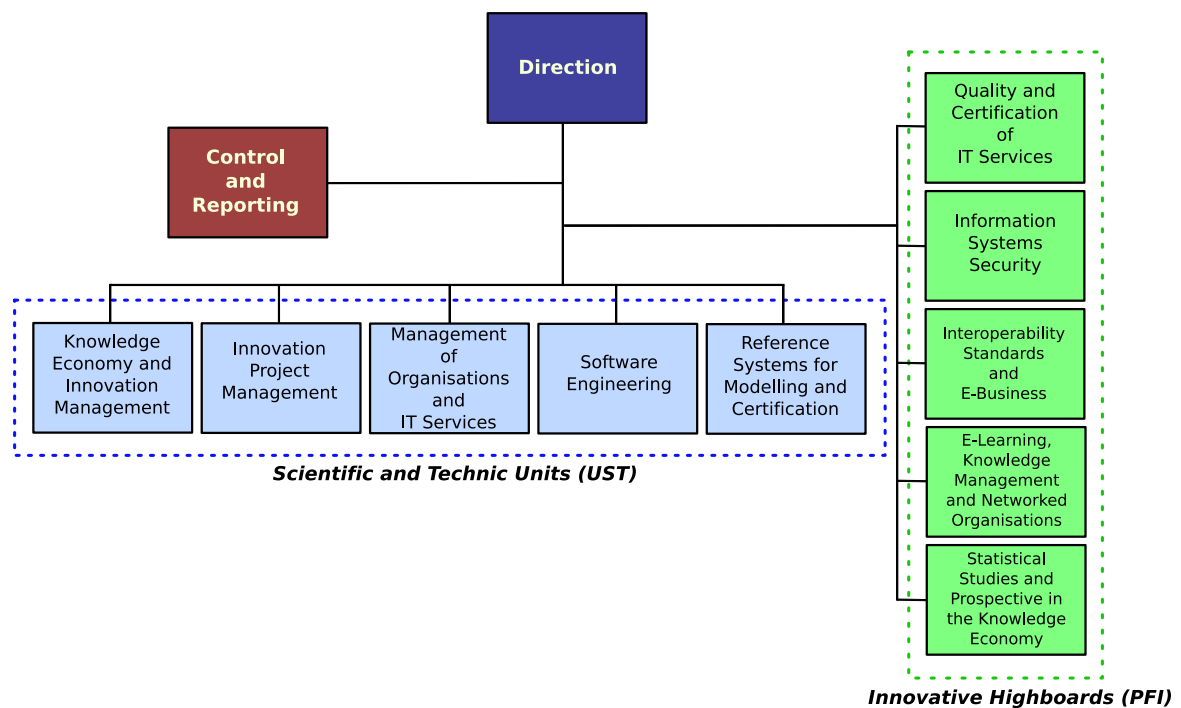 Direction
Control
and
Reporting
Knowledge
Economy and
Innovation
Management
Innovation
Project
Management
Management
of
Organisations
and
IT Services
Software
Engineering
Reference
Systems for
Modelling and
Certification
Scientific and Technic Units (UST)
Quality and
Certification
of
IT Services
Information
Systems
Security
Interoperability
Standards
and
E-Business
E-Learning,
Knowledge
Management
and Networked
Organisations
Statistical
Studies and
Prospective in
the Knowledge
Economy
Innovative Highboards (PFI)